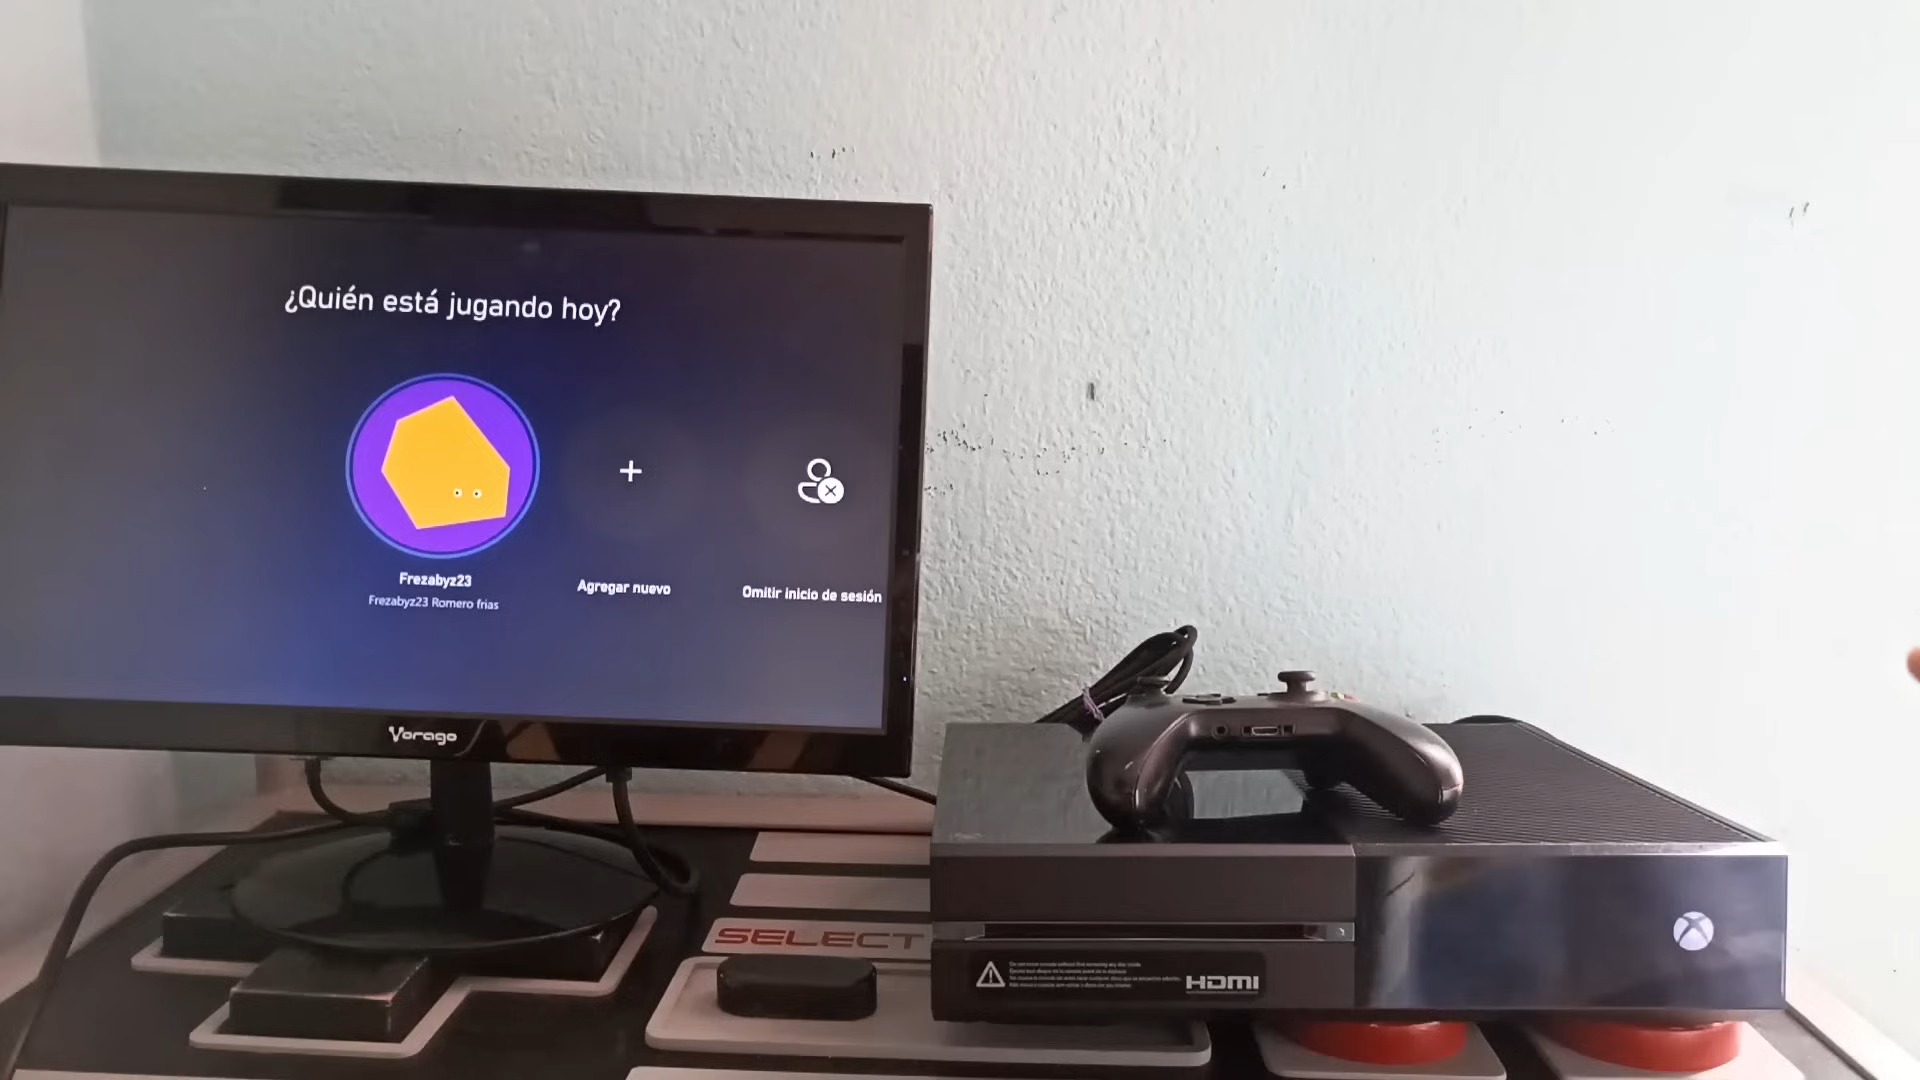 ¿Quién está jugando hoy?
Frezabyz23
Frezabyz23 Romero frias
Agregar nuevo
Omitir inicio de sesión
Vorago
SELECT
HDMI